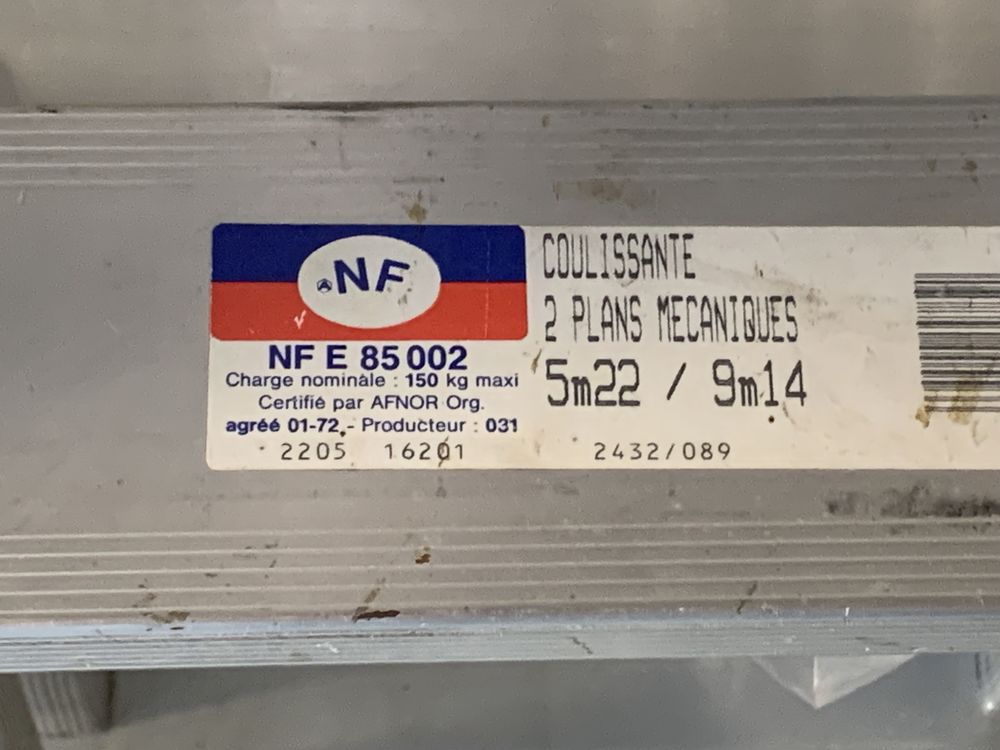 NF
NF E 85 002
Charge nominale : 150 kg maxi
Certifié par AFNOR Org.
agréé 01-72 - Producteur : 031
2205 16201
COULISSANTE
2 PLANS MECANIQUES
5m22 / 9m14
2432/089